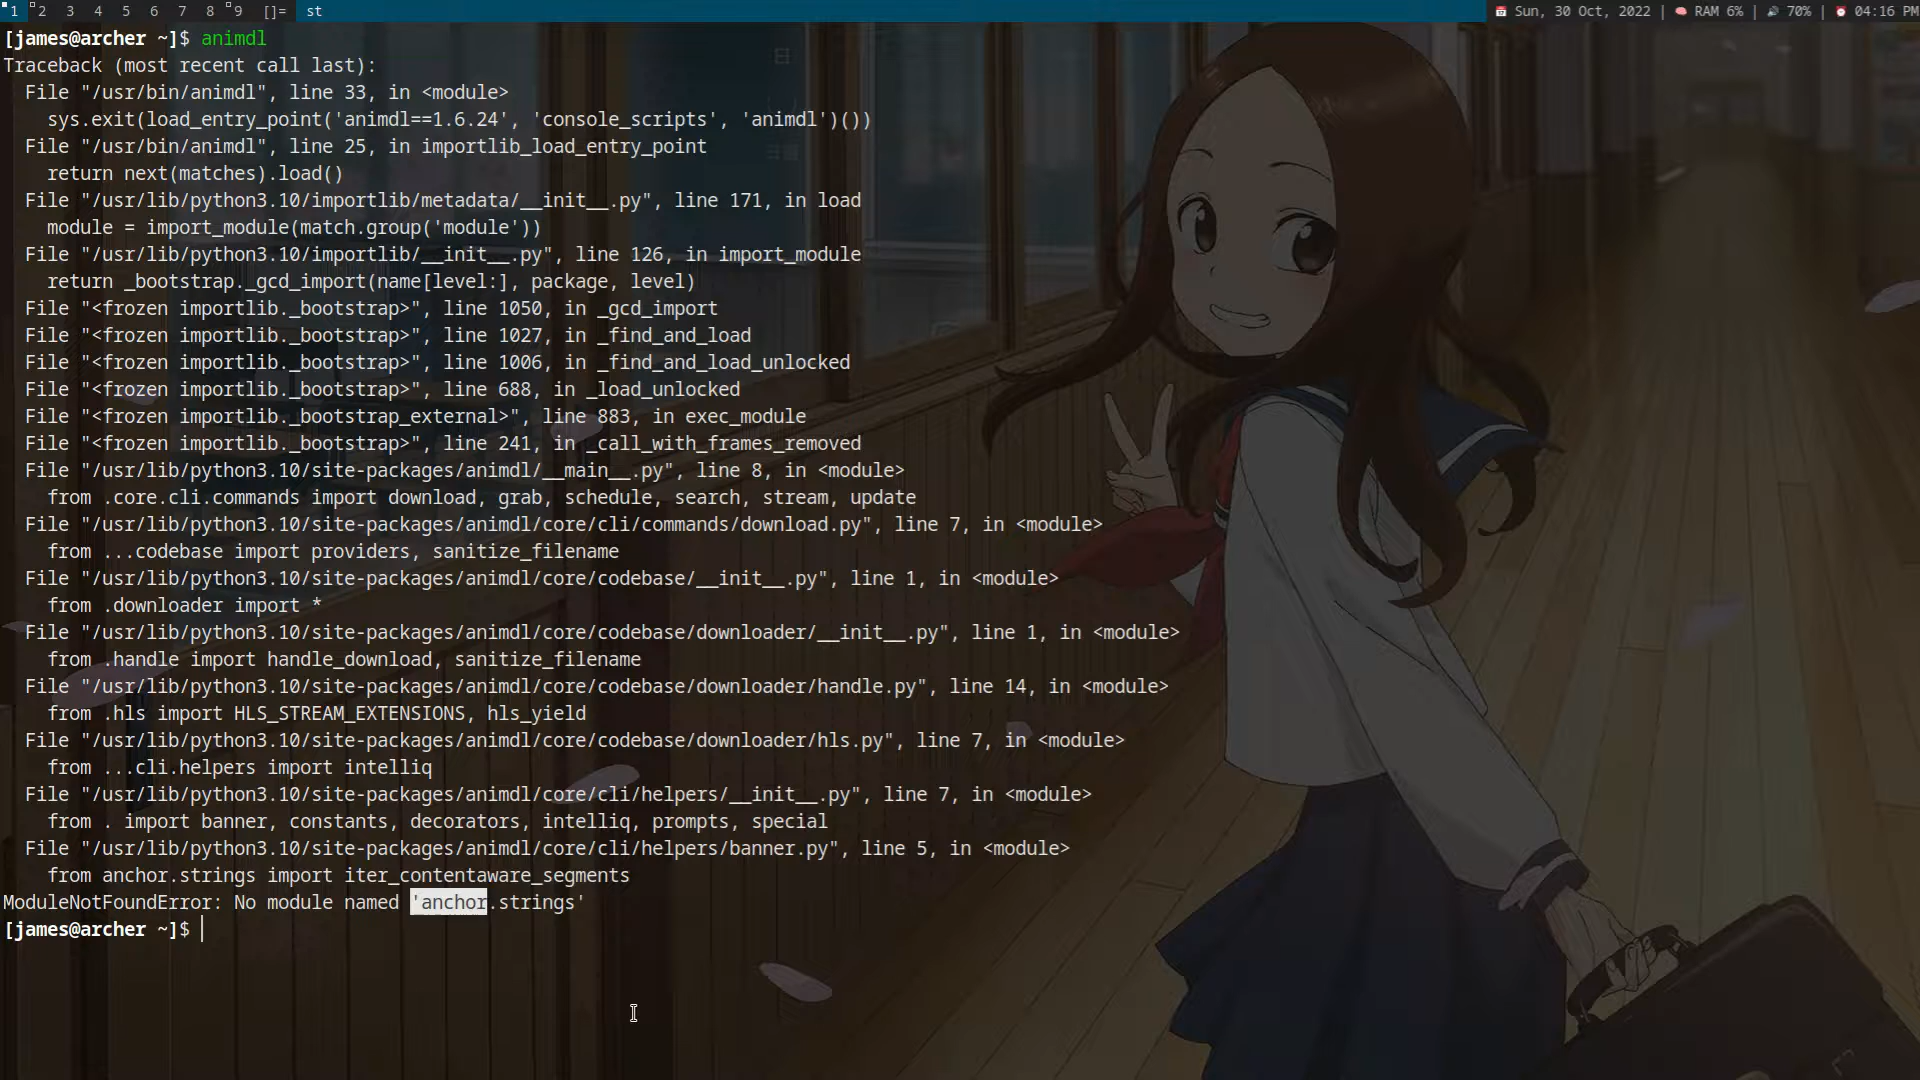 1 2 3 4 5 6 7 8 9 []= st Sun, 30 Oct, 2022 | RAM 6% | 70% | 04:16 PM
[james@archer ~]$ animdl
Traceback (most recent call last):
  File "/usr/bin/animdl", line 33, in <module>
    sys.exit(load_entry_point('animdl==1.6.24', 'console_scripts', 'animdl')())
  File "/usr/bin/animdl", line 25, in importlib_load_entry_point
    return next(matches).load()
  File "/usr/lib/python3.10/importlib/metadata/__init__.py", line 171, in load
    module = import_module(match.group('module'))
  File "/usr/lib/python3.10/importlib/__init__.py", line 126, in import_module
    return _bootstrap._gcd_import(name[level:], package, level)
  File "<frozen importlib._bootstrap>", line 1050, in _gcd_import
  File "<frozen importlib._bootstrap>", line 1027, in _find_and_load
  File "<frozen importlib._bootstrap>", line 1006, in _find_and_load_unlocked
  File "<frozen importlib._bootstrap>", line 688, in _load_unlocked
  File "<frozen importlib._bootstrap_external>", line 883, in exec_module
  File "<frozen importlib._bootstrap>", line 241, in _call_with_frames_removed
  File "/usr/lib/python3.10/site-packages/animdl/__main__.py", line 8, in <module>
    from .core.cli.commands import download, grab, schedule, search, stream, update
  File "/usr/lib/python3.10/site-packages/animdl/core/cli/commands/download.py", line 7, in <module>
    from ...codebase import providers, sanitize_filename
  File "/usr/lib/python3.10/site-packages/animdl/core/codebase/__init__.py", line 1, in <module>
    from .downloader import *
  File "/usr/lib/python3.10/site-packages/animdl/core/codebase/downloader/__init__.py", line 1, in <module>
    from .handle import handle_download, sanitize_filename
  File "/usr/lib/python3.10/site-packages/animdl/core/codebase/downloader/handle.py", line 14, in <module>
    from .hls import HLS_STREAM_EXTENSIONS, hls_yield
  File "/usr/lib/python3.10/site-packages/animdl/core/codebase/downloader/hls.py", line 7, in <module>
    from ...cli.helpers import intelliq
  File "/usr/lib/python3.10/site-packages/animdl/core/cli/helpers/__init__.py", line 7, in <module>
    from . import banner, constants, decorators, intelliq, prompts, special
  File "/usr/lib/python3.10/site-packages/animdl/core/cli/helpers/banner.py", line 5, in <module>
    from anchor.strings import iter_contentaware_segments
ModuleNotFoundError: No module named 'anchor.strings'
[james@archer ~]$